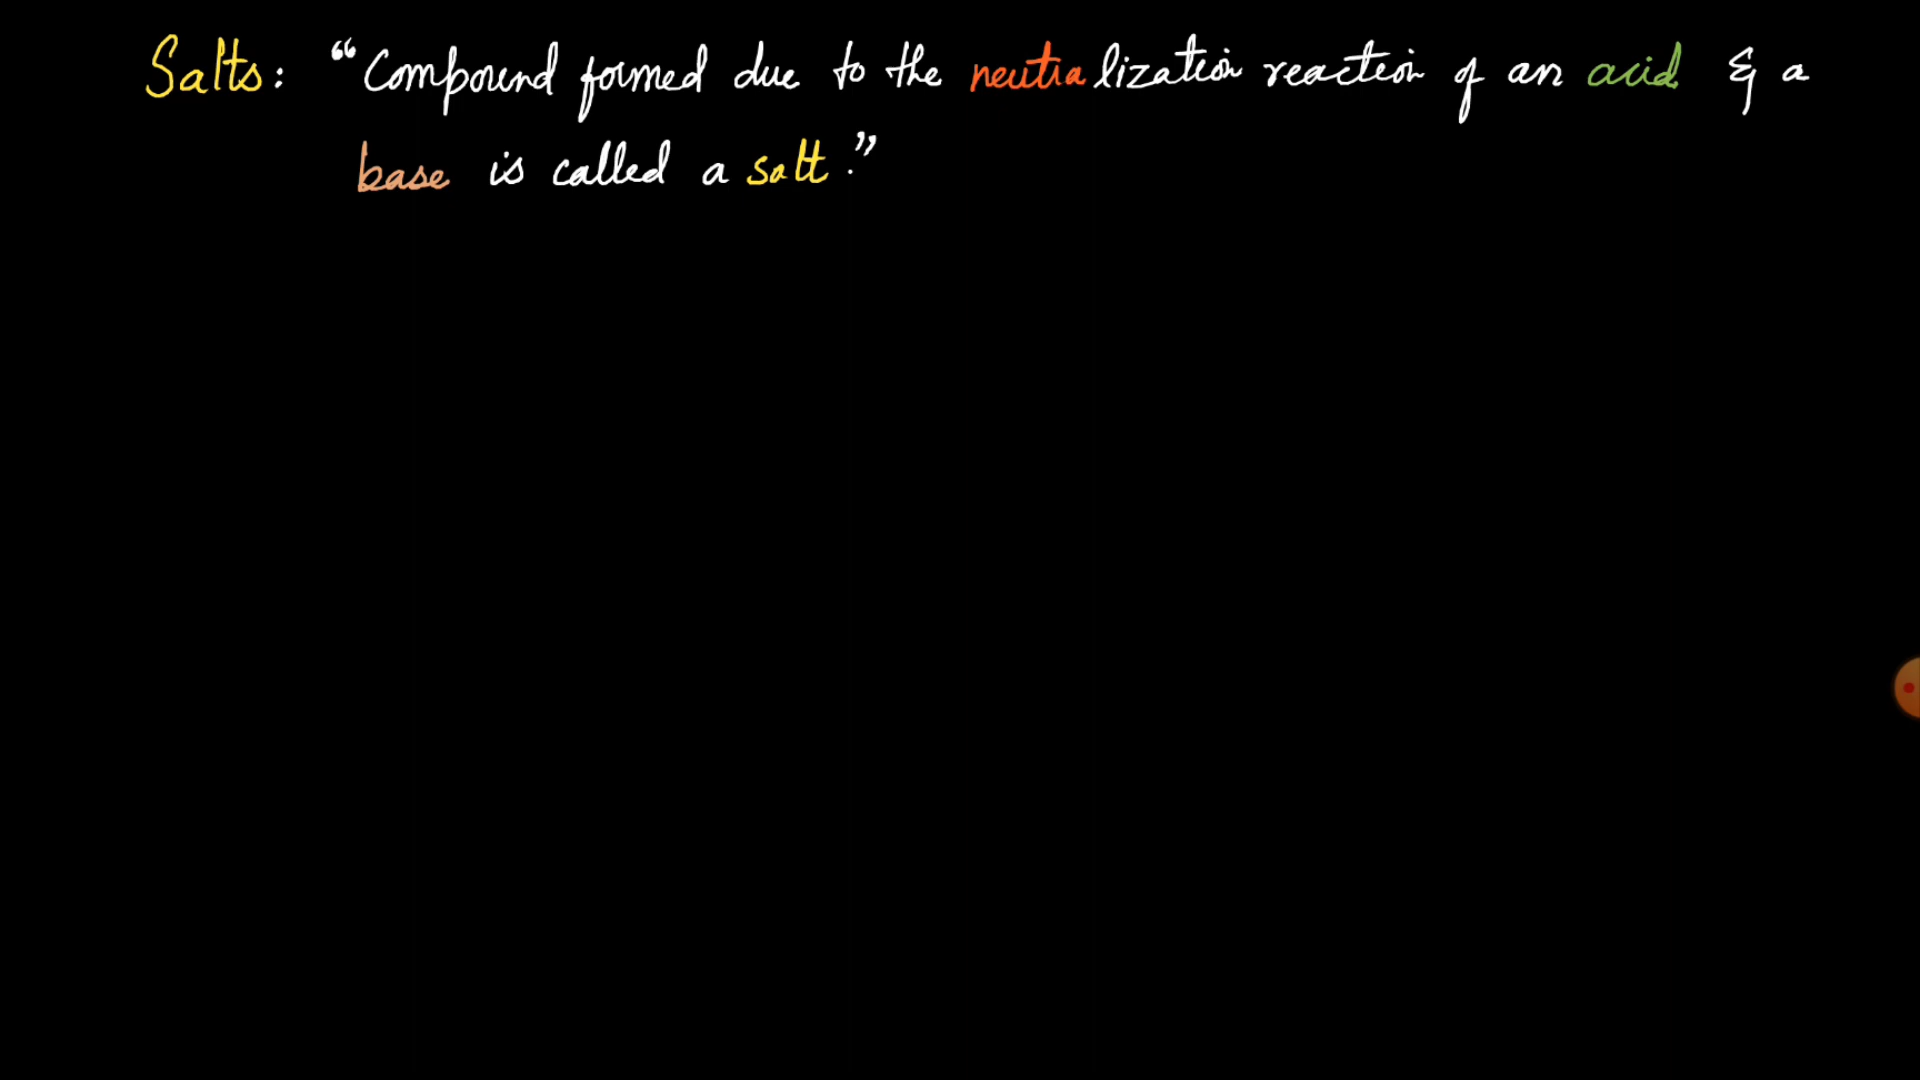 Salts: “Compound formed due to the neutralization reaction of an acid & a
base is called a salt.”